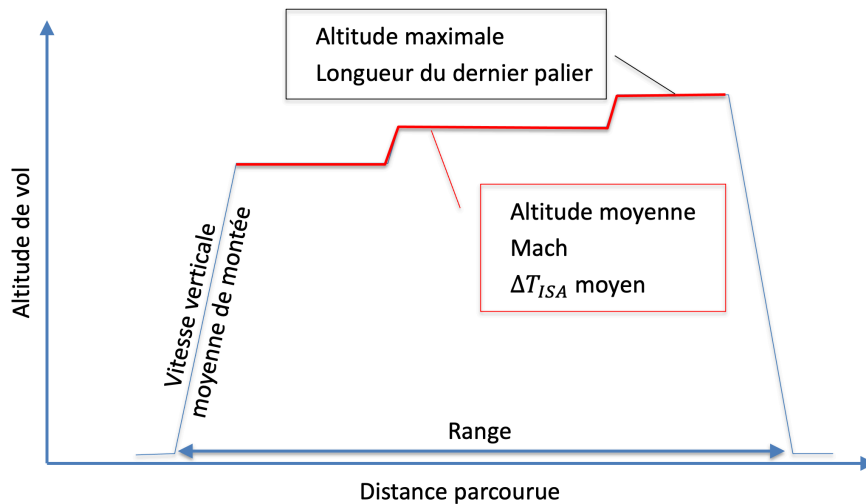 Altitude maximale
Longueur du dernier palier
Altitude de vol
Vitesse verticale
moyenne de montée
Altitude moyenne
Mach
ΔT_ISA moyen
Range
Distance parcourue